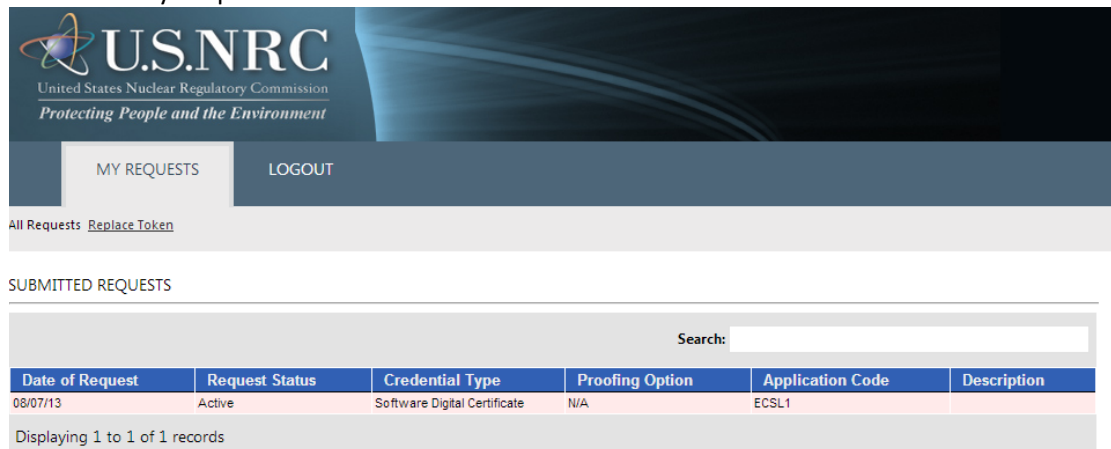 U.S.NRC
United States Nuclear Regulatory Commission
Protecting People and the Environment
MY REQUESTS LOGOUT
All Requests Replace Token
SUBMITTED REQUESTS
Search:
Date of Request Request Status Credential Type Proofing Option Application Code Description
08/07/13 Active Software Digital Certificate N/A ECSL1
Displaying 1 to 1 of 1 records